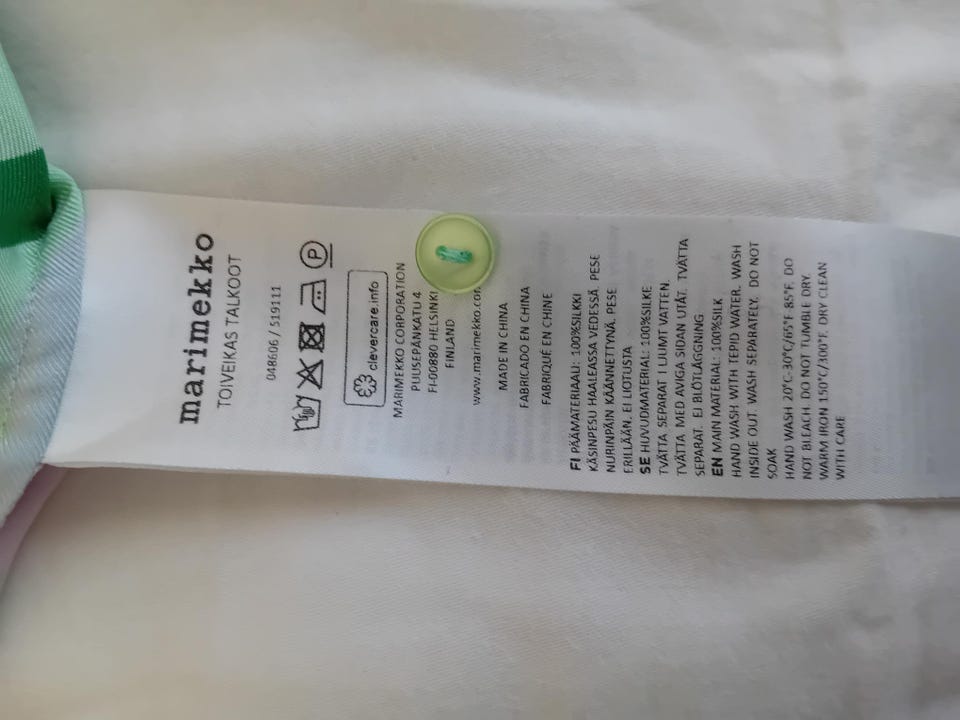 marimekko
TOIVEIKAS TALKOOT
048606 / 519111
P
clevercare.info
MARIMEKKO CORPORATION
PUUSEPÄNKATU 4
FI-00880 HELSINKI
FINLAND
www.marimekko.com
MADE IN CHINA
FABRICADO EN CHINA
FABRIQUÉ EN CHINE
FI PÄÄMATERIAALI: 100%SILKKI
KÄSINPESU HAALEASSA VEDESSÄ. PESE
NURINPÄIN KÄÄNNETTYNÄ. PESE
ERILLÄÄN. EI LIOTUSTA
SE HUVUDMATERIAL: 100%SILKE
TVÄTTA SEPARAT I LJUMT VATTEN.
TVÄTTA MED AVIGA SIDAN UTÅT. TVÄTTA
SEPARAT. EJ BLÖTLÄGGNING
EN MAIN MATERIAL: 100%SILK
HAND WASH WITH TEPID WATER. WASH
INSIDE OUT. WASH SEPARATELY. DO NOT
SOAK
HAND WASH 20°C-30°C/65°F-85°F. DO
NOT BLEACH. DO NOT TUMBLE DRY.
WARM IRON 150°C/300°F. DRY CLEAN
WITH CARE